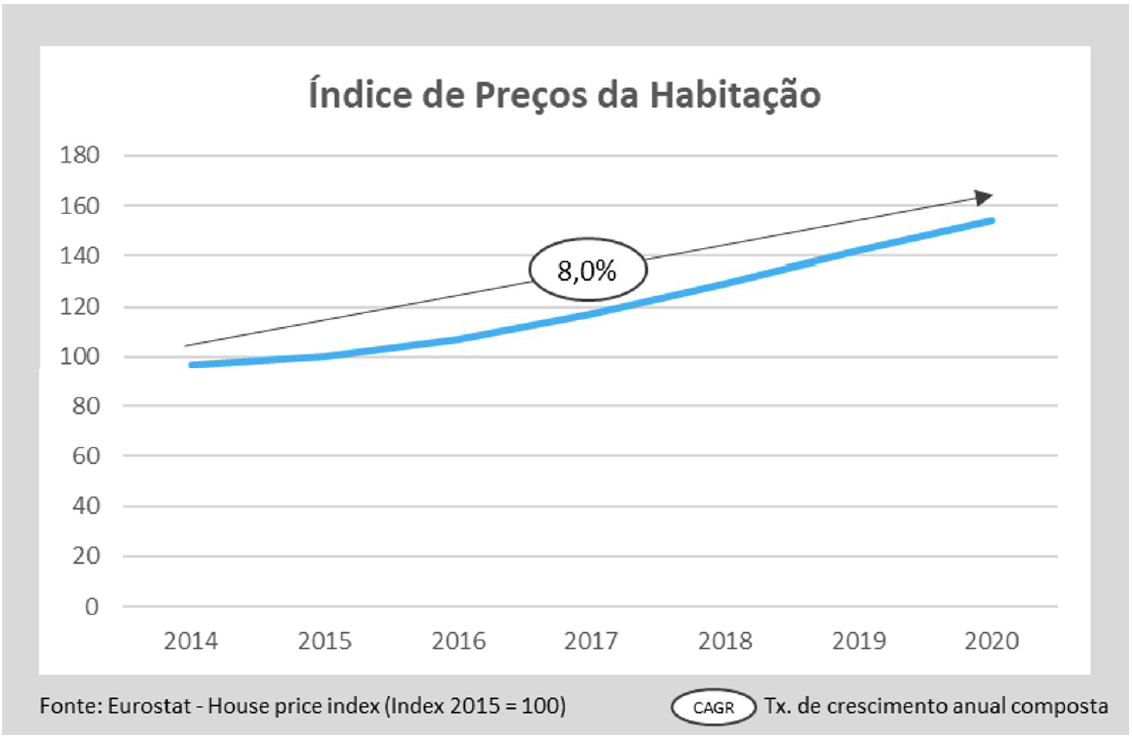 Índice de Preços da Habitação
180
160
140
120
100
80
60
40
20
0
8,0%
2014 2015 2016 2017 2018 2019 2020
Fonte: Eurostat - House price index (Index 2015 = 100)
CAGR Tx. de crescimento anual composta